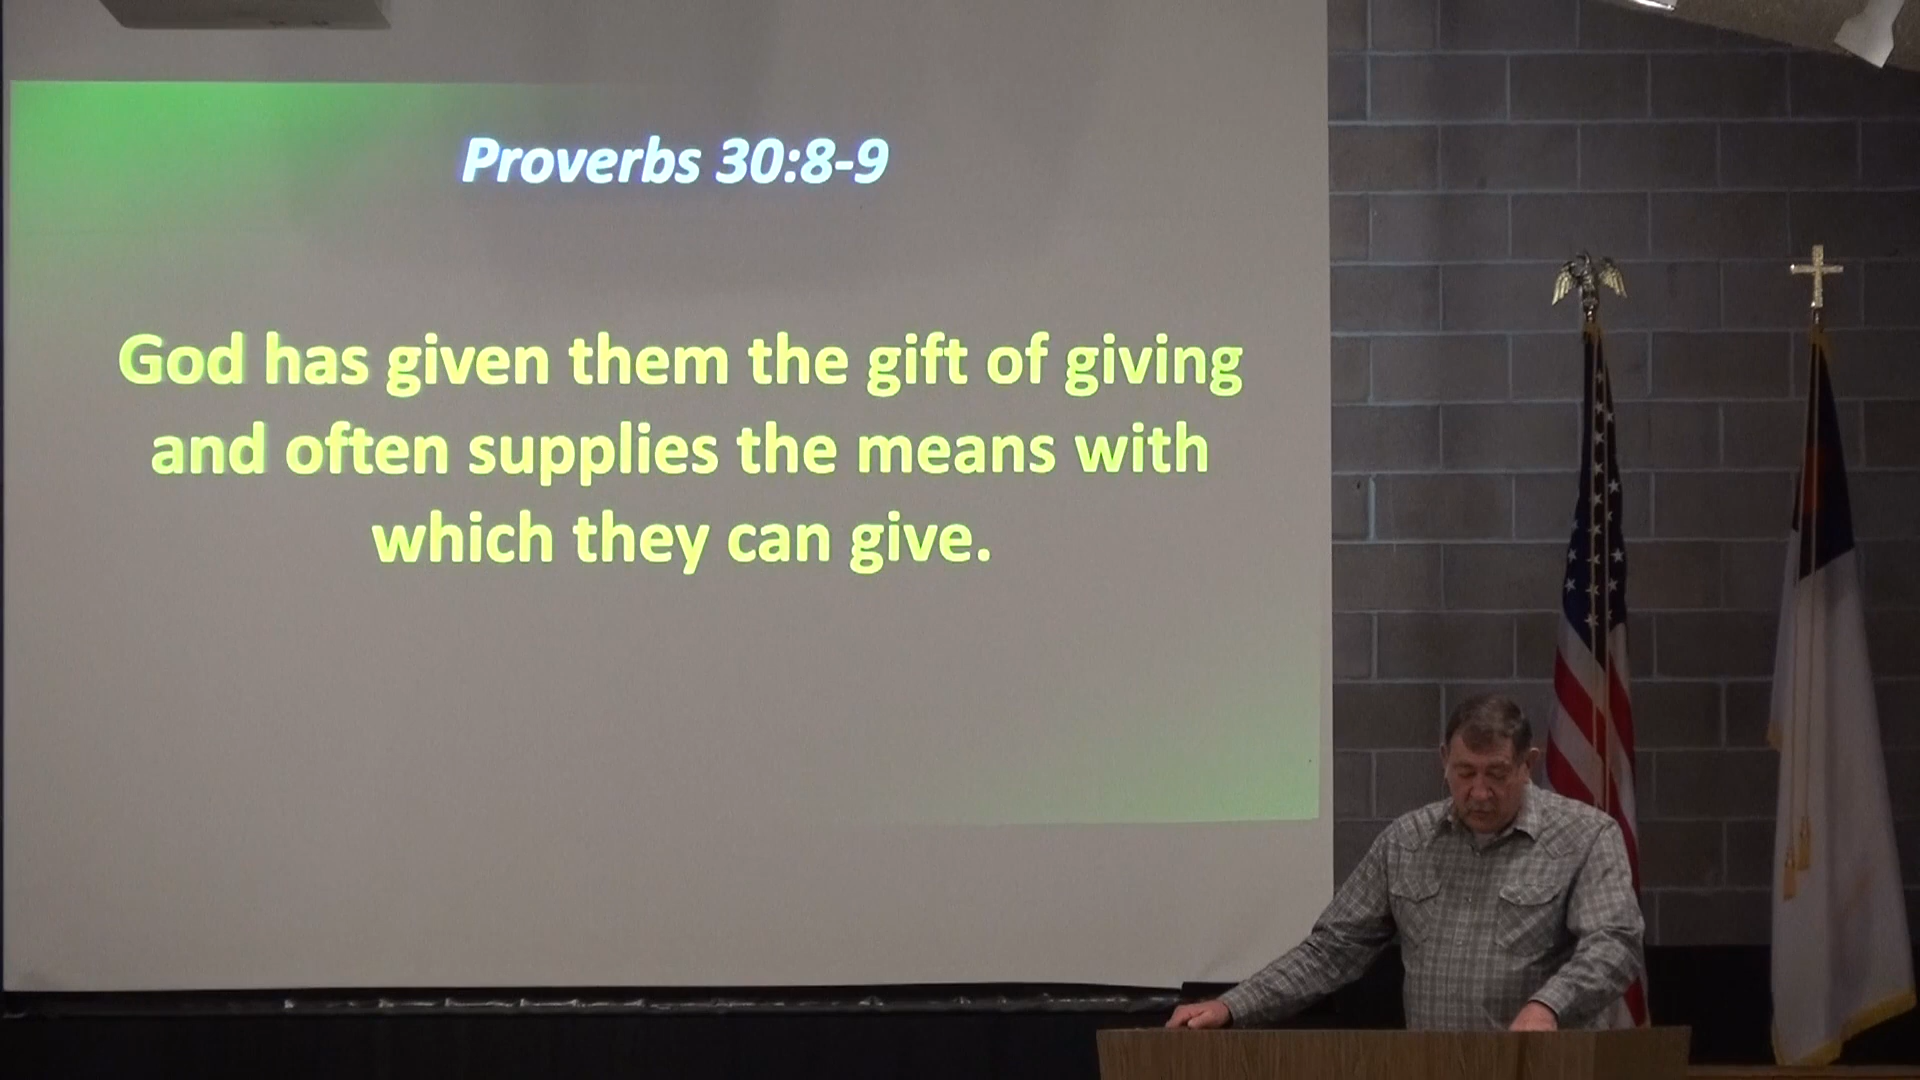 Proverbs 30:8-9
God has given them the gift of giving
and often supplies the means with
which they can give.